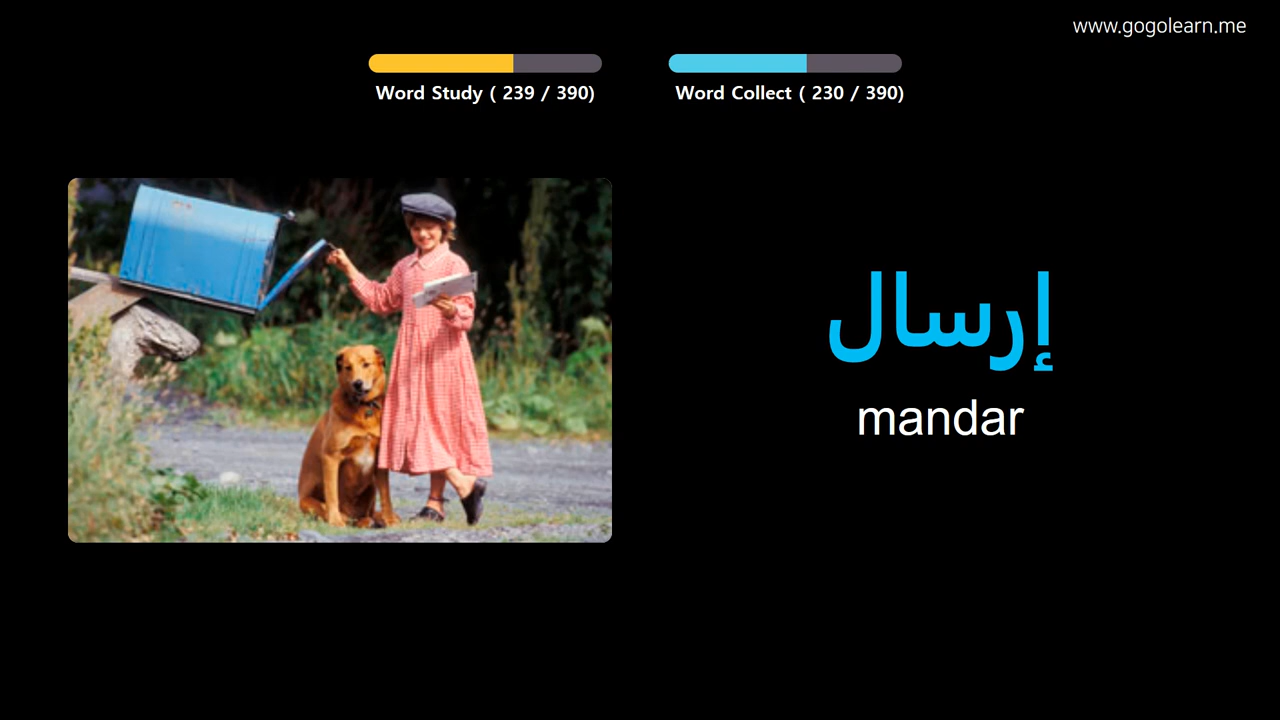 www.gogolearn.me
Word Study ( 239 / 390)
Word Collect ( 230 / 390)
إرسال
mandar